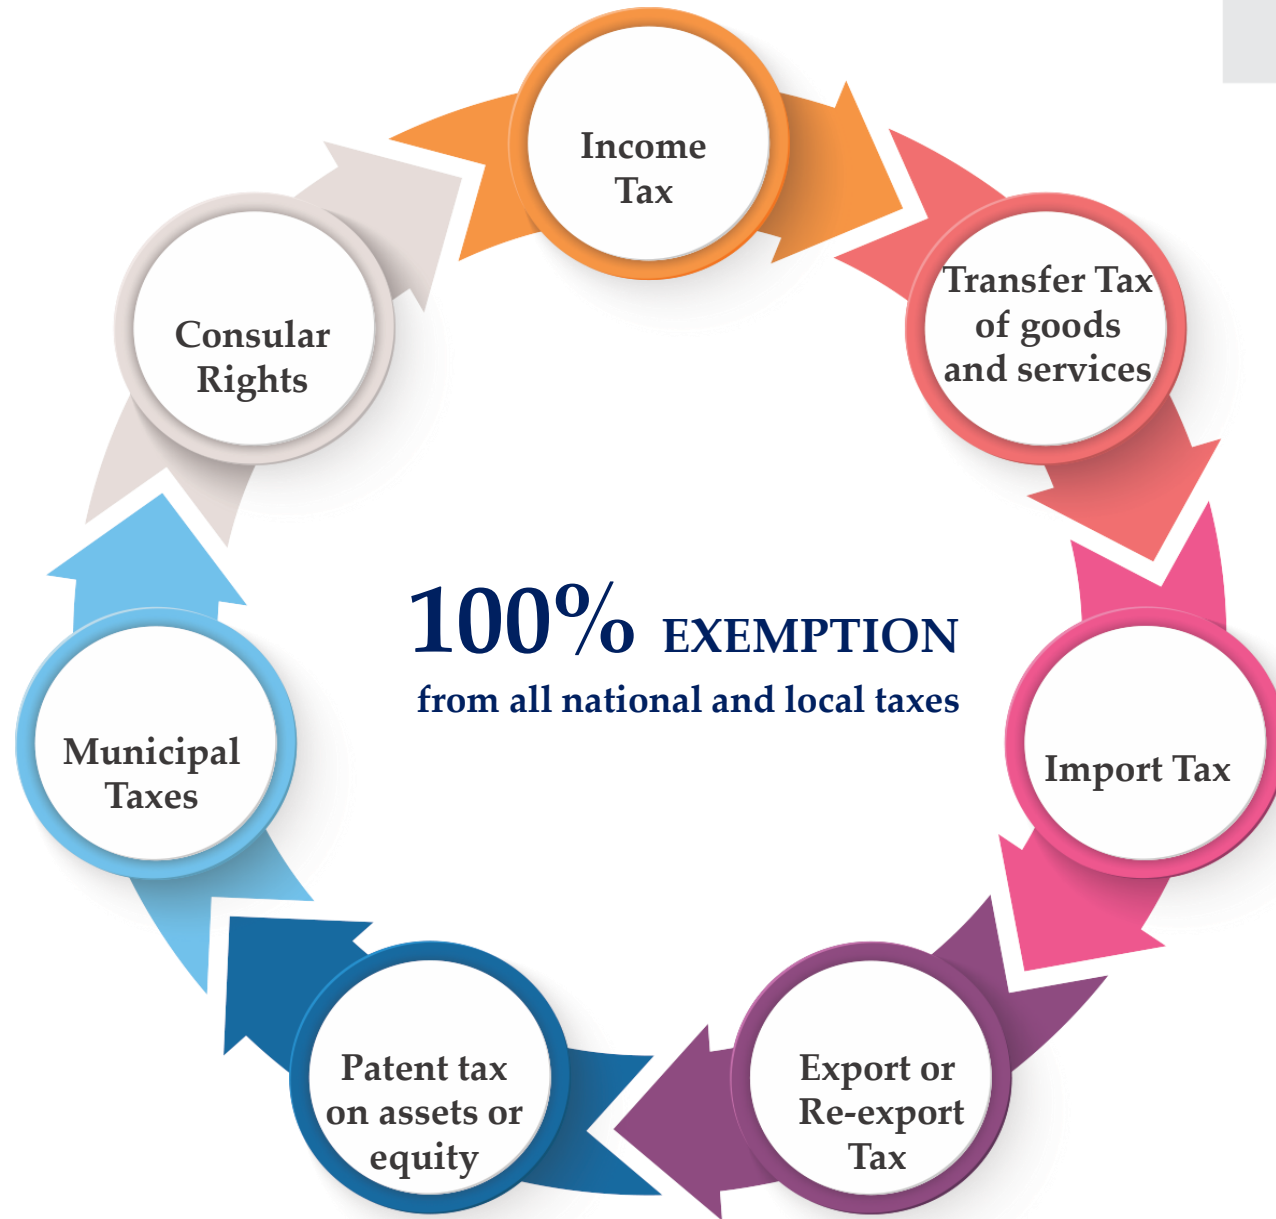 Income
Tax
Transfer Tax
of goods
and services
Import Tax
Export or
Re-export
Tax
Patent tax
on assets or
equity
Municipal
Taxes
Consular
Rights
100% EXEMPTION
from all national and local taxes